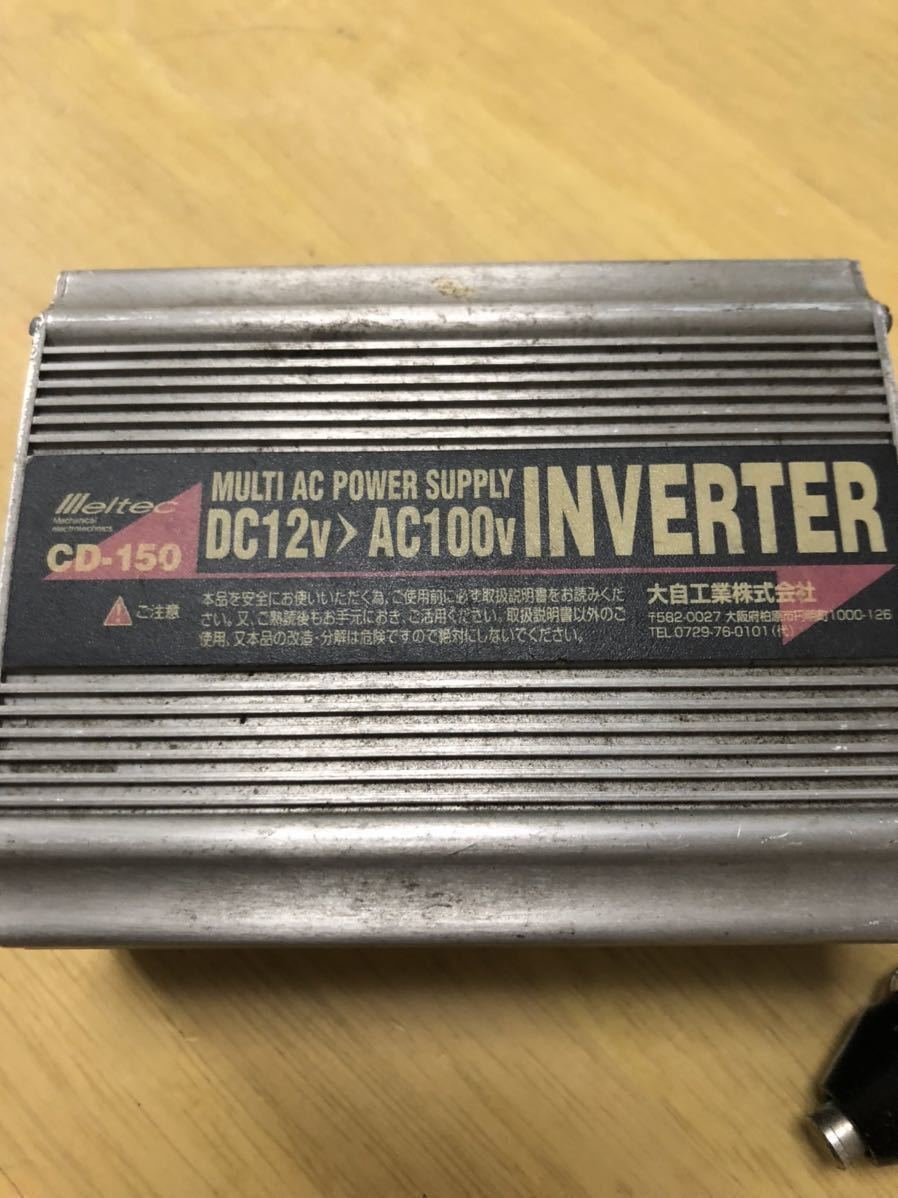 Meltec
Mechanical
electrotechnics
CD-150
MULTI AC POWER SUPPLY
DC12v > AC100v
INVERTER
ご注意
本品を安全にお使いいただく為、ご使用前に必ず取扱説明書をお読みくだ
さい。又、ご熟読後もお手元におき、ご活用ください。取扱説明書以外のご
使用、又本品の改造・分解は危険ですので絶対にしないでください。
大自工業株式会社
〒582-0027 大阪府柏原市円明町1000-126
TEL.0729-76-0101(代)